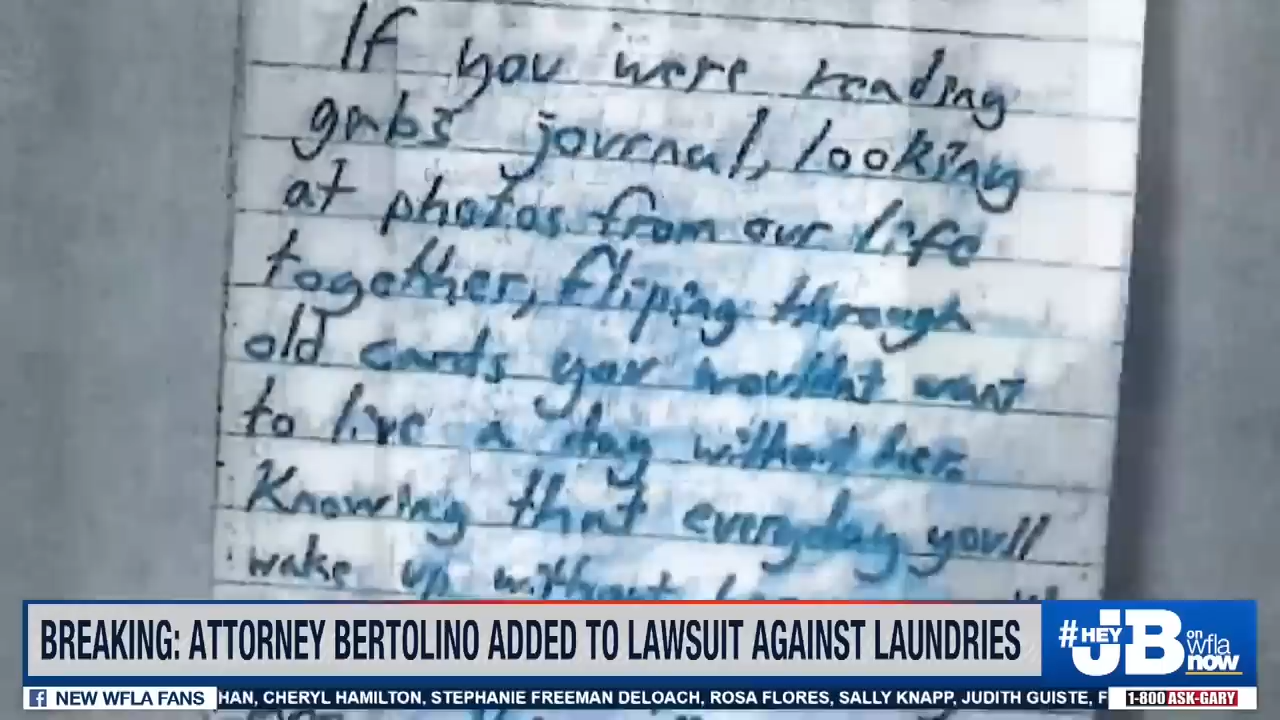 If you were reading
gabs journal, looking
at photos from our life
together, fliping through
old cards you wouldnt want
to live a day without her.
Knowing that everyday you'll
wake up without
BREAKING: ATTORNEY BERTOLINO ADDED TO LAWSUIT AGAINST LAUNDRIES
#HEY JB on wfla now
NEW WFLA FANS HAN, CHERYL HAMILTON, STEPHANIE FREEMAN DELOACH, ROSA FLORES, SALLY KNAPP, JUDITH GUISTE, F 1-800 ASK-GARY